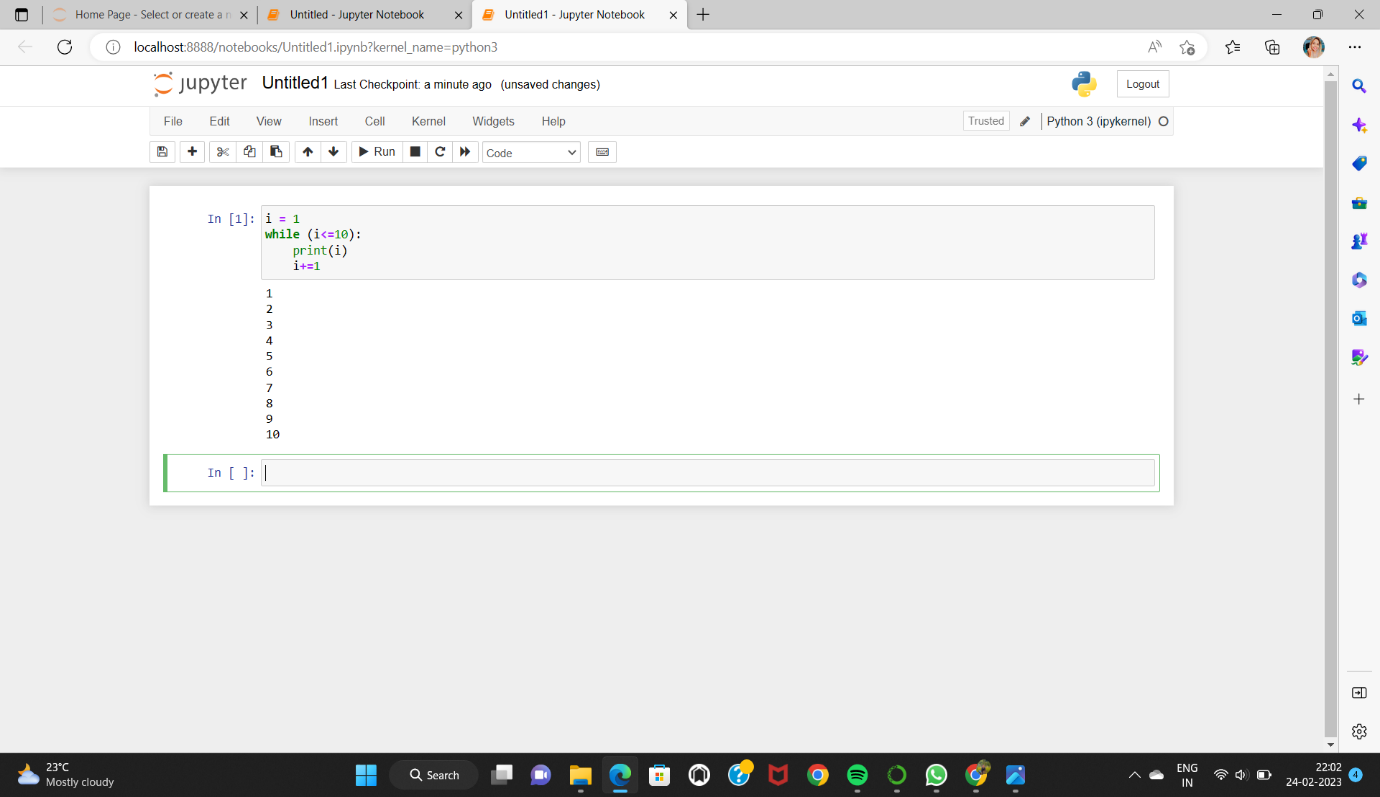 Home Page - Select or create a n
Untitled - Jupyter Notebook
Untitled1 - Jupyter Notebook
localhost:8888/notebooks/Untitled1.ipynb?kernel_name=python3
jupyter Untitled1 Last Checkpoint: a minute ago (unsaved changes)
Logout
File Edit View Insert Cell Kernel Widgets Help
Trusted
Python 3 (ipykernel)
Run
Code
In [1]: i = 1
while (i<=10):
    print(i)
    i+=1
1
2
3
4
5
6
7
8
9
10
In [ ]:
23°C
Mostly cloudy
Search
ENG
IN
22:02
24-02-2023
4